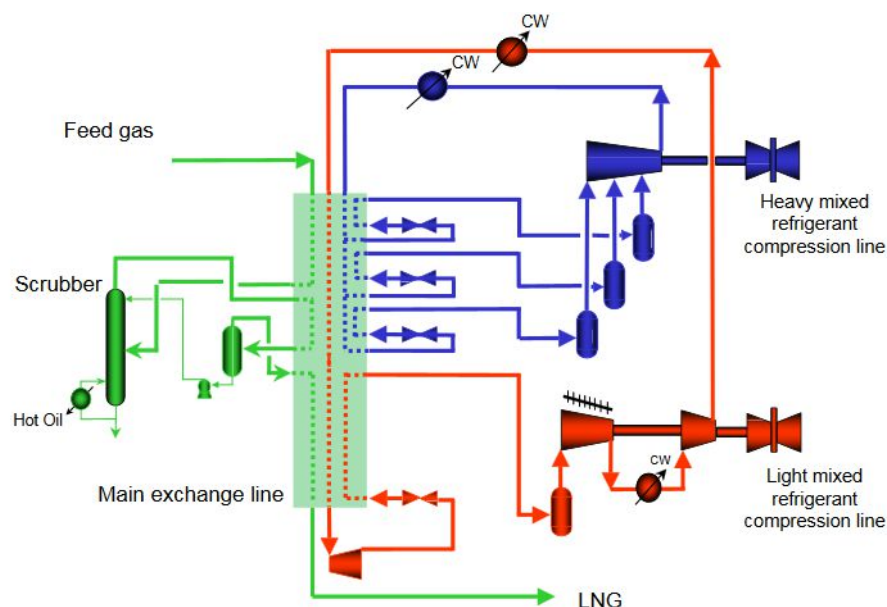 CW
CW
Feed gas
Heavy mixed
refrigerant
compression line
Scrubber
Hot Oil
CW
Main exchange line
Light mixed
refrigerant
compression line
LNG